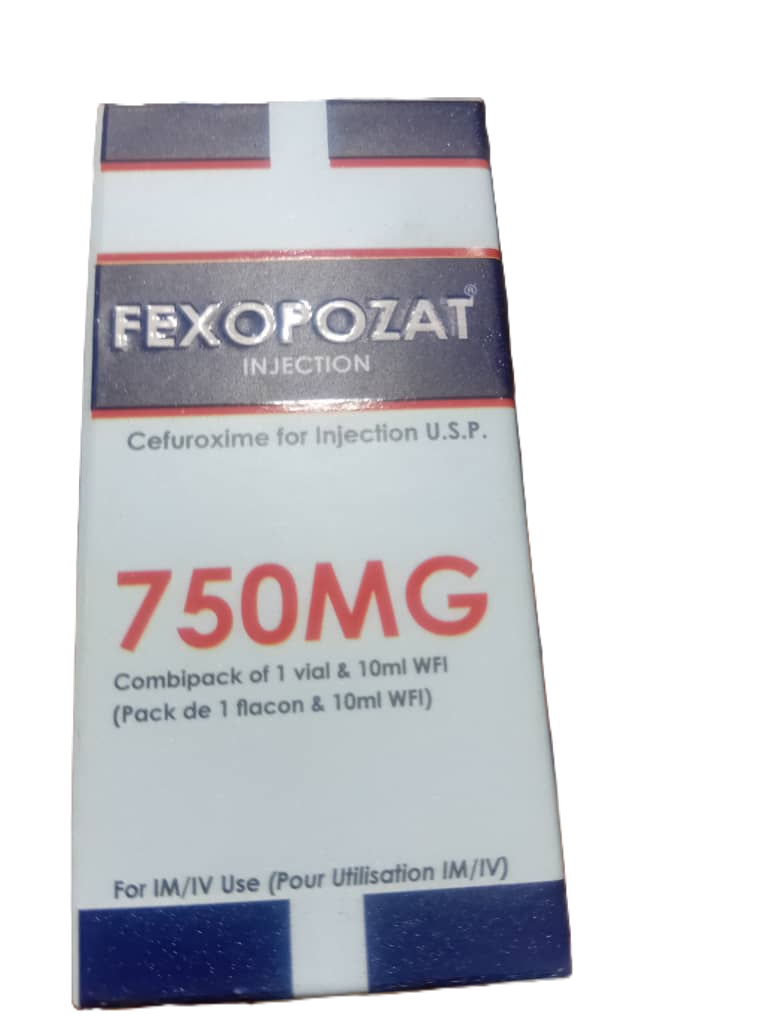 FEXOPOZAT®
INJECTION
Cefuroxime for Injection U.S.P.
750MG
Combipack of 1 vial & 10ml WFI
(Pack de 1 flacon & 10ml WFI)
For IM/IV Use (Pour Utilisation IM/IV)